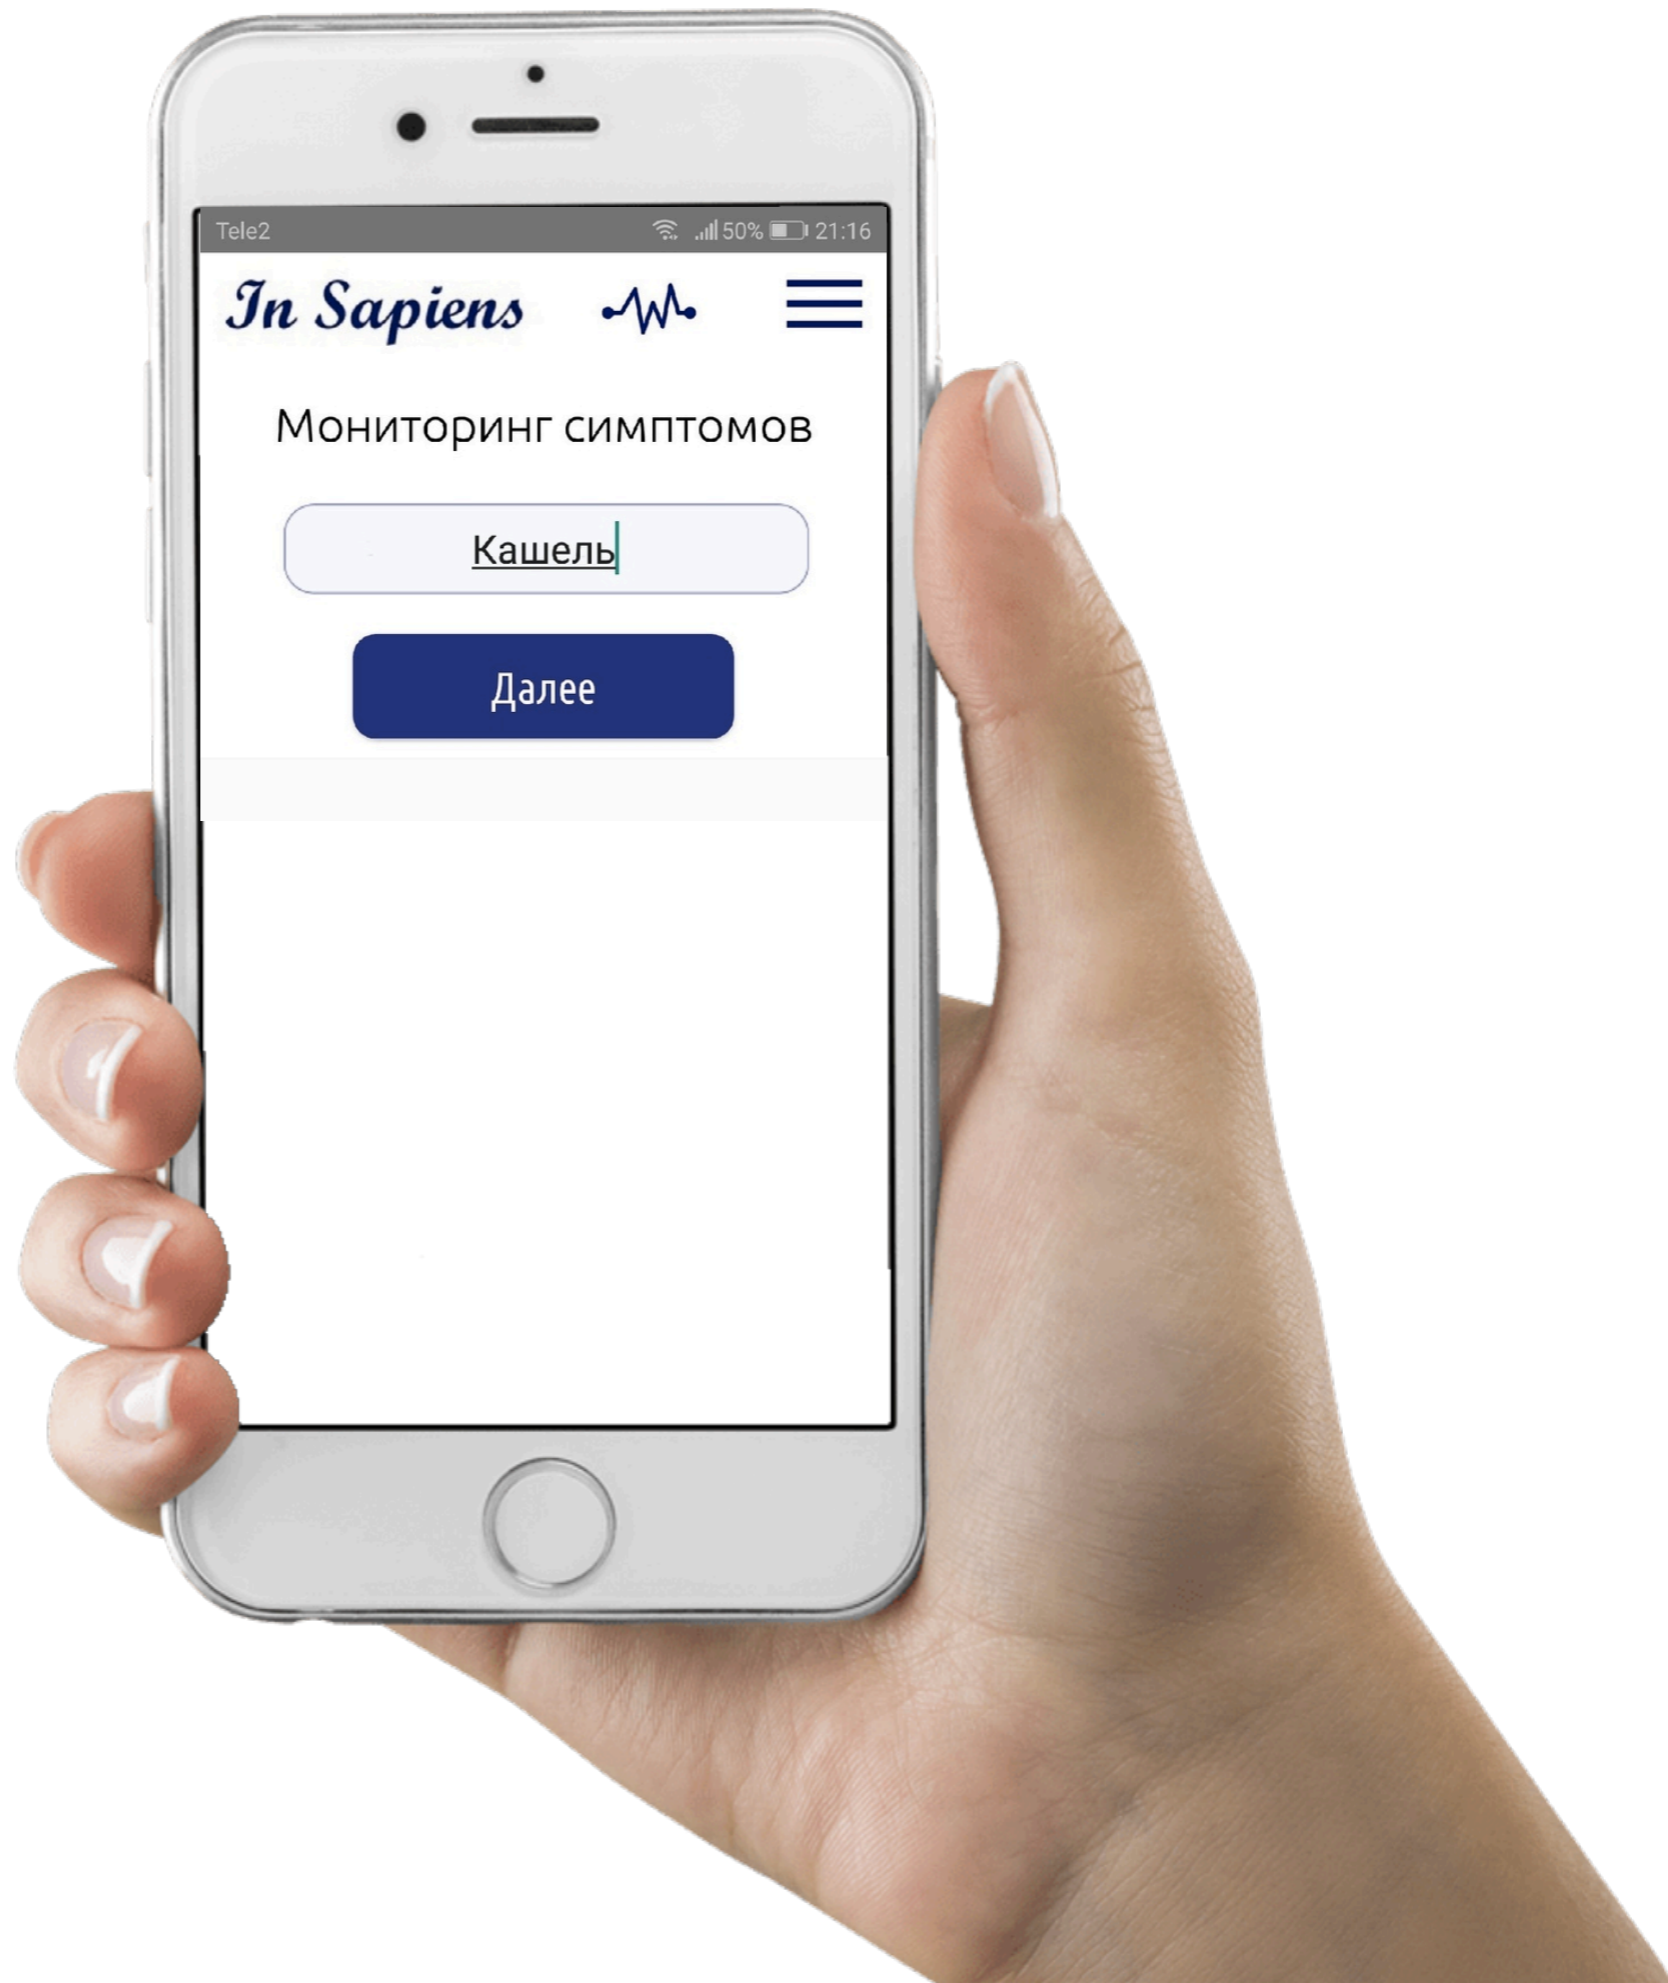 Tele2 50% 21:16
In Sapiens
Мониторинг симптомов
Кашель
Далее